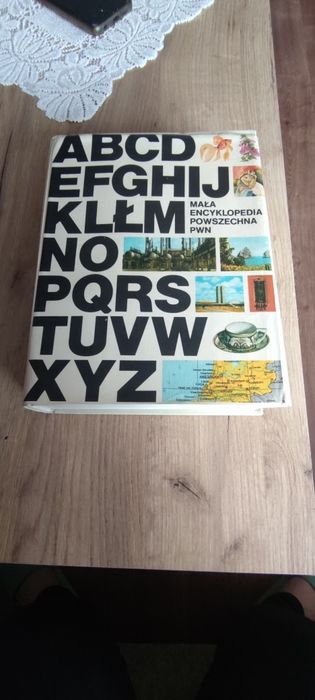 ABCD
EFGHIJ
KLŁM
MAŁA
ENCYKLOPEDIA
POWSZECHNA
PWN
NO
PQRS
TUVW
XYZ